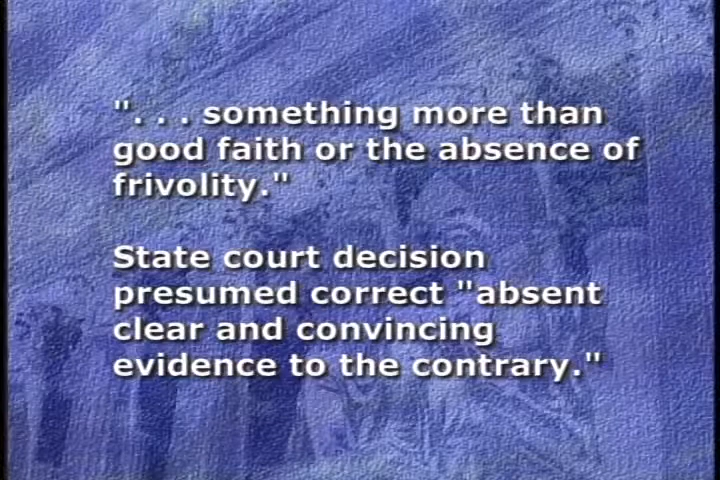 ". . . something more than
good faith or the absence of
frivolity."
State court decision
presumed correct "absent
clear and convincing
evidence to the contrary."